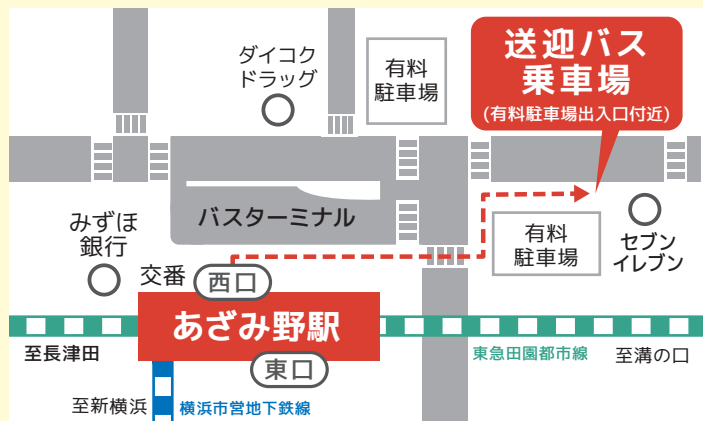 ダイコク
ドラッグ
有料
駐車場
送迎バス
乗車場
(有料駐車場出入口付近)
バスターミナル
みずほ
銀行
交番
西口
有料
駐車場
セブン
イレブン
あざみ野駅
東口
至長津田
東急田園都市線
至溝の口
至新横浜
横浜市営地下鉄線